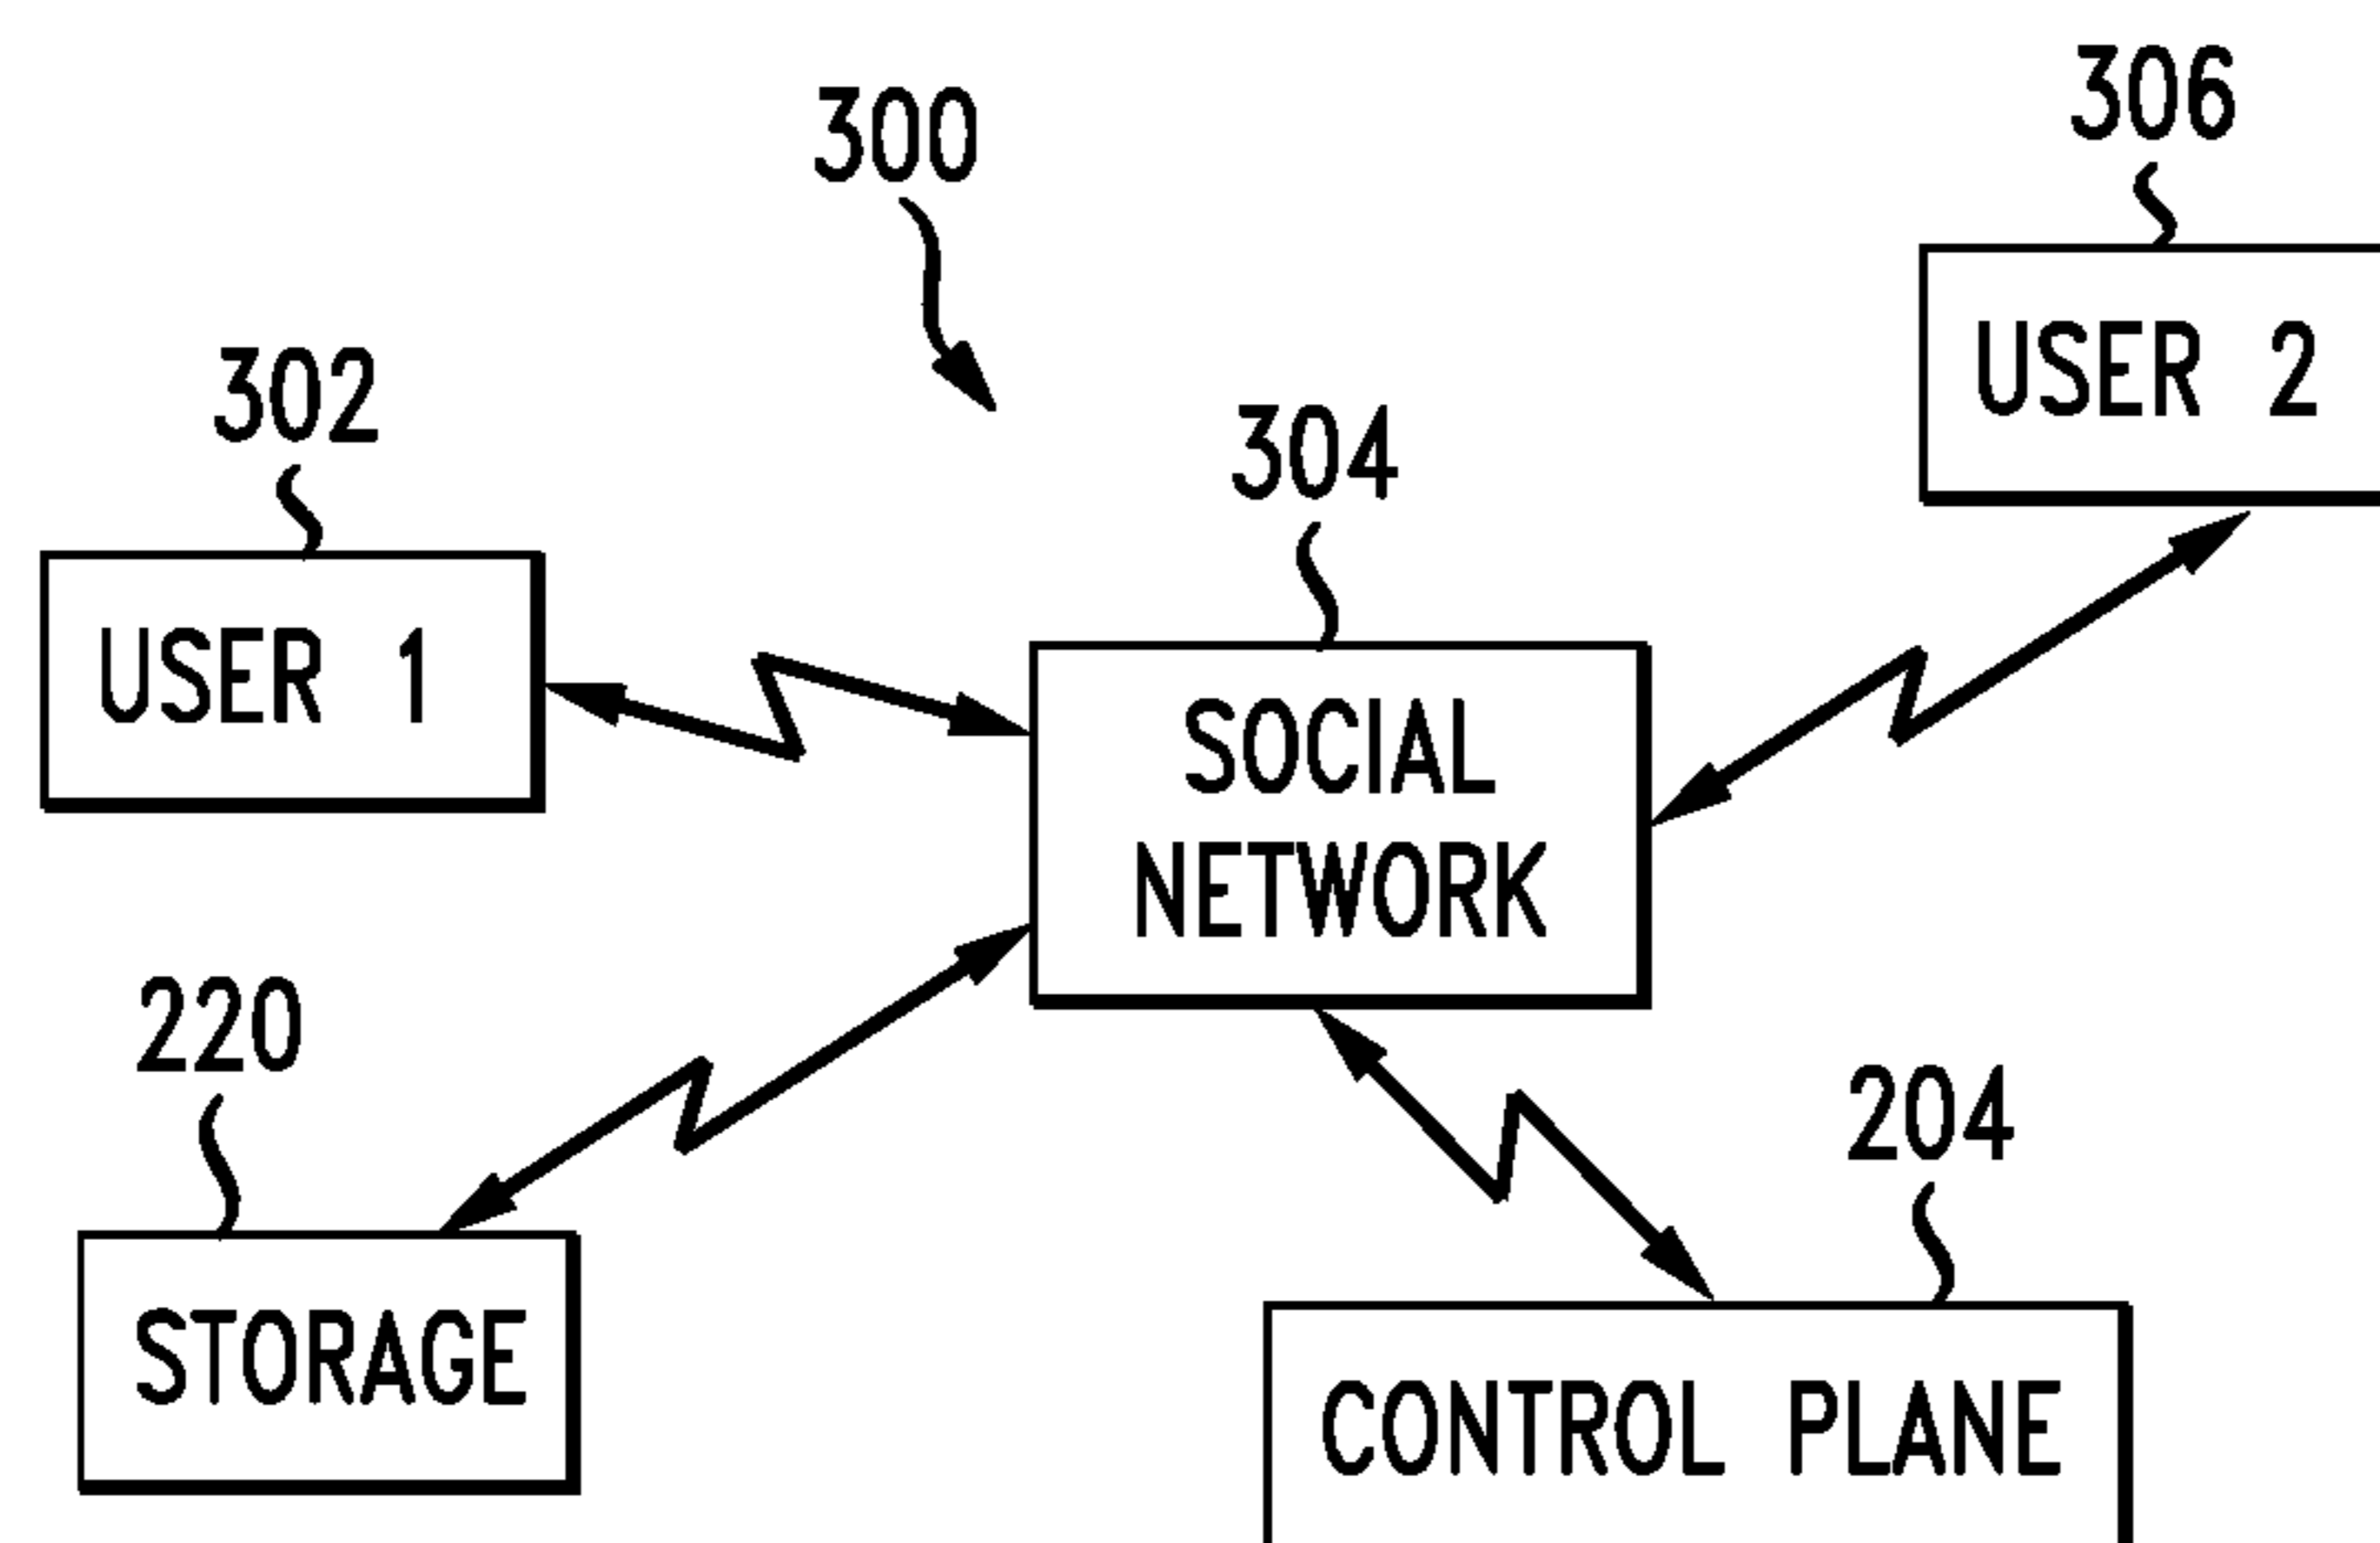 300
306
302
USER 2
304
USER 1
SOCIAL
NETWORK
220
204
STORAGE
CONTROL PLANE